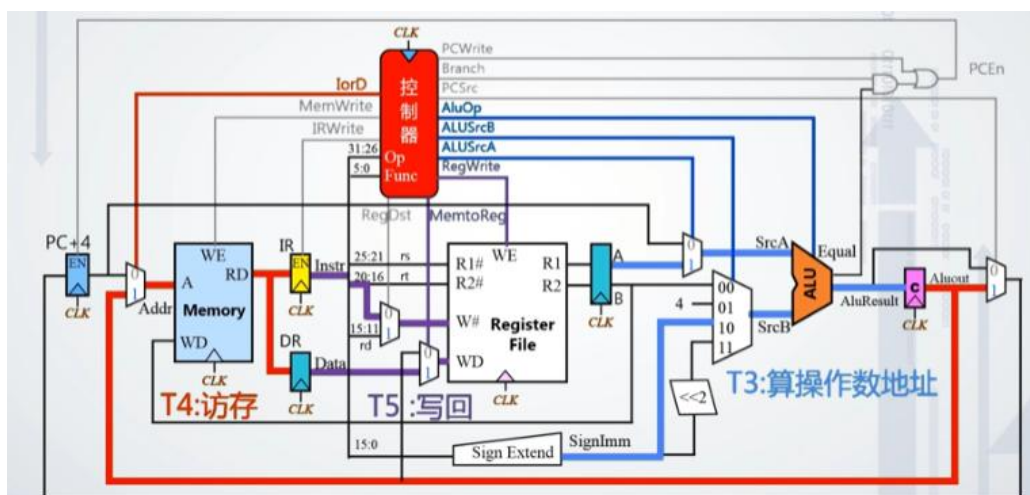 CLK
PCWrite
Branch
PCSrc
PCEn
IorD
控制器
AluOp
MemWrite
ALUSrcB
IRWrite
ALUSrcA
31:26
Op
RegWrite
5:0
Func
RegDst
MemtoReg
PC+4
EN
CLK
0
1
Addr
WE
RD
A
Memory
WD
CLK
IR
EN
Instr
CLK
DR
Data
CLK
25:21 rs
20:16 rt
15:11
rd
0
1
0
1
WE
R1#
R1
R2#
R2
W#
Register
File
WD
CLK
A
B
CLK
0
1
SrcA
4
00
01
10
11
SrcB
ALU
Equal
AluResult
C
Aluout
CLK
0
1
<<2
T3:算操作数地址
T4:访存
T5:写回
15:0
Sign Extend
SignImm